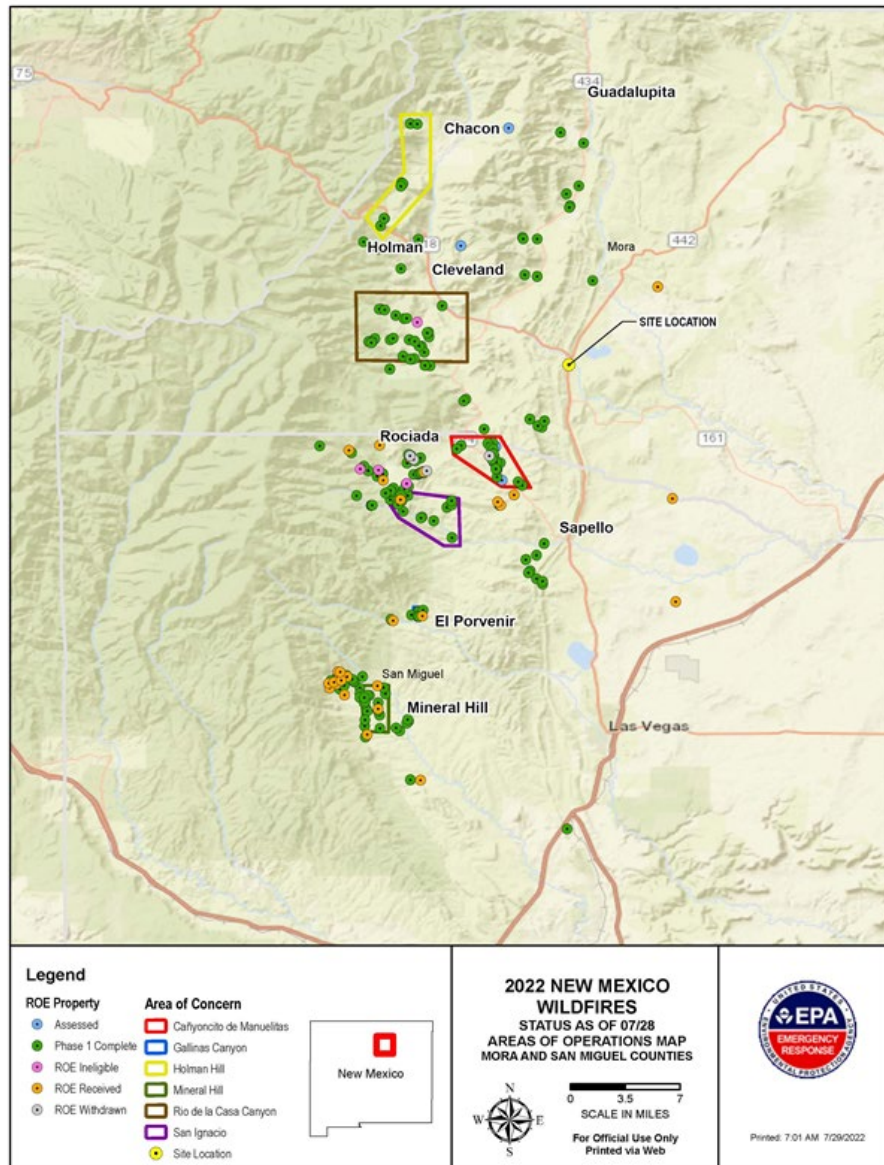 75
434
Guadalupita
Chacon
Holman
18
442
Mora
Cleveland
SITE LOCATION
Rociada
161
Sapello
El Porvenir
San Miguel
Mineral Hill
Las Vegas
Legend
ROE Property
Assessed
Phase 1 Complete
ROE Ineligible
ROE Received
ROE Withdrawn
Area of Concern
Cañyoncito de Manuelitas
Gallinas Canyon
Holman Hill
Mineral Hill
Rio de la Casa Canyon
San Ignacio
Site Location
New Mexico
2022 NEW MEXICO
WILDFIRES
STATUS AS OF 07/28
AREAS OF OPERATIONS MAP
MORA AND SAN MIGUEL COUNTIES
N
W E
S
0 3.5 7
SCALE IN MILES
For Official Use Only
Printed via Web
UNITED STATES
EPA
EMERGENCY
RESPONSE
ENVIRONMENTAL PROTECTION AGENCY
Printed: 7:01 AM 7/29/2022